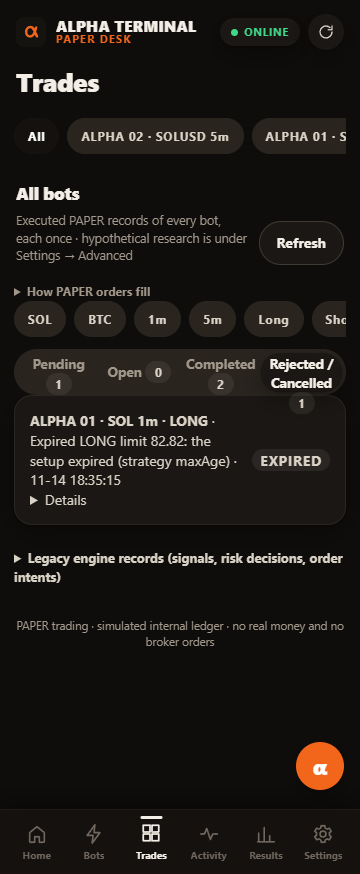 α ALPHA TERMINAL
PAPER DESK
ONLINE
Trades
All
ALPHA 02 · SOLUSD 5m
ALPHA 01 · S
All bots
Executed PAPER records of every bot,
each once · hypothetical research is under
Settings → Advanced
Refresh
▶ How PAPER orders fill
SOL
BTC
1m
5m
Long
Sho
Pending
1
Open 0
Completed
2
Rejected /
Cancelled
1
ALPHA 01 · SOL 1m · LONG ·
Expired LONG limit 82.82: the
setup expired (strategy maxAge) ·
11-14 18:35:15
EXPIRED
▶ Details
▶ Legacy engine records (signals, risk decisions, order
intents)
PAPER trading · simulated internal ledger · no real money and no
broker orders
α
Home
Bots
Trades
Activity
Results
Settings